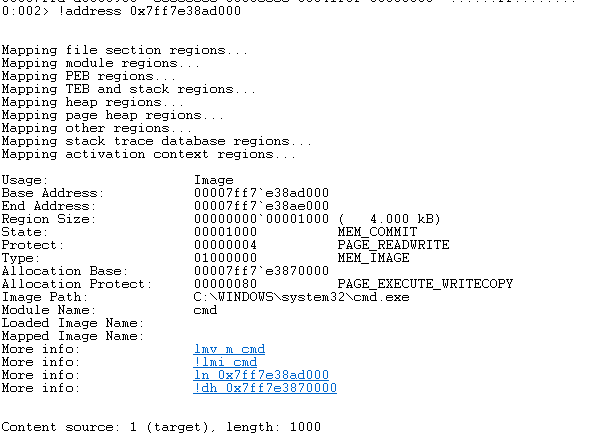 0:002> !address 0x7ff7e38ad000
Mapping file section regions...
Mapping module regions...
Mapping PEB regions...
Mapping TEB and stack regions...
Mapping heap regions...
Mapping page heap regions...
Mapping other regions...
Mapping stack trace database regions...
Mapping activation context regions...
Usage: Image
Base Address: 00007ff7`e38ad000
End Address: 00007ff7`e38ae000
Region Size: 00000000`00001000 ( 4.000 kB)
State: 00001000 MEM_COMMIT
Protect: 00000004 PAGE_READWRITE
Type: 01000000 MEM_IMAGE
Allocation Base: 00007ff7`e3870000
Allocation Protect: 00000080 PAGE_EXECUTE_WRITECOPY
Image Path: C:\WINDOWS\system32\cmd.exe
Module Name: cmd
Loaded Image Name:
Mapped Image Name:
More info: lmv m cmd
More info: !lmi cmd
More info: ln 0x7ff7e38ad000
More info: !dh 0x7ff7e3870000
Content source: 1 (target), length: 1000